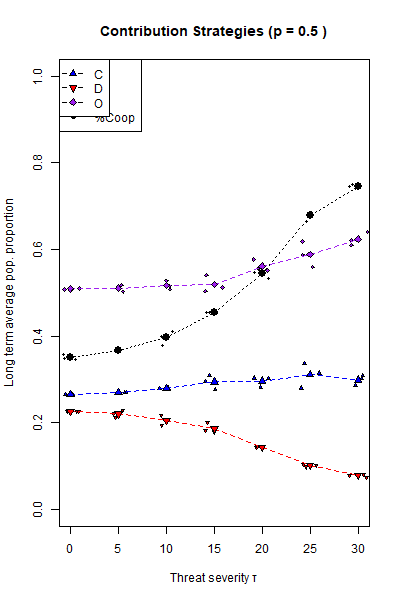 Contribution Strategies (p = 0.5 )
Long term average pop. proportion
1.0
0.8
0.6
0.4
0.2
0.0
C
D
O
%Coop
0 5 10 15 20 25 30
Threat severity τ